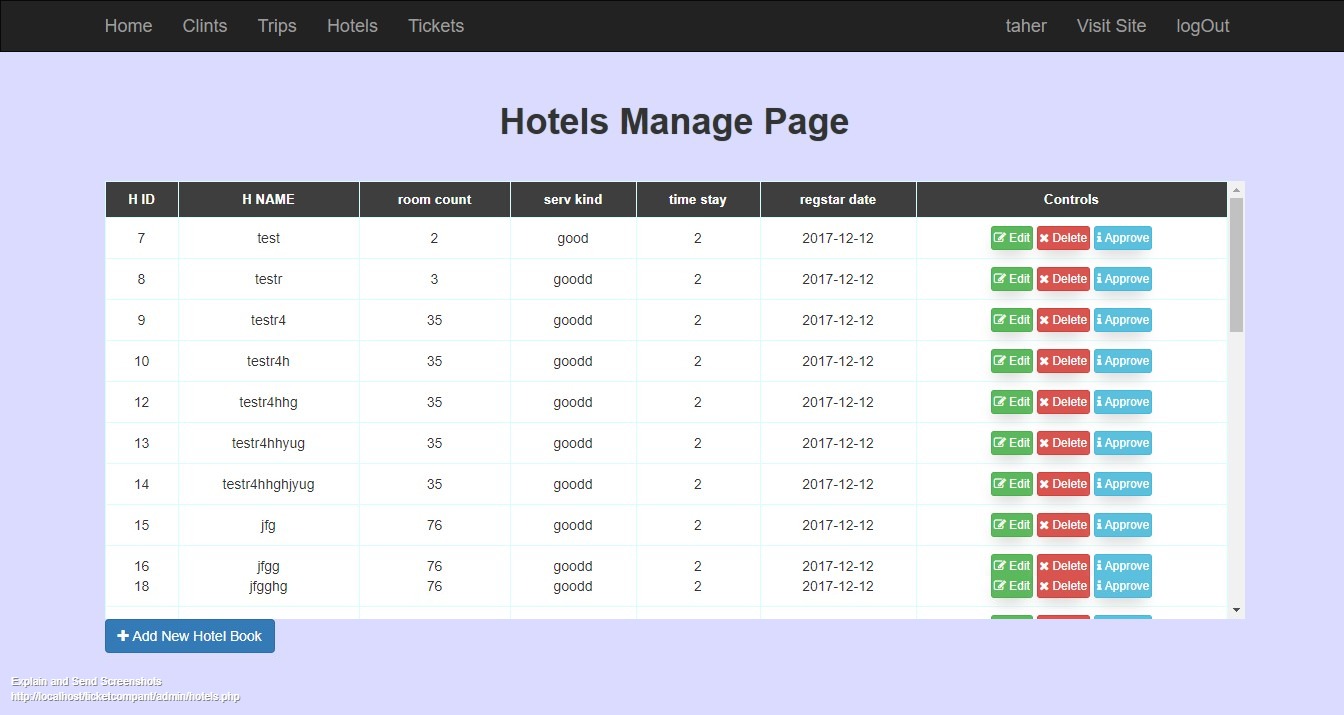 Home Clints Trips Hotels Tickets taher Visit Site logOut
Hotels Manage Page
H ID H NAME room count serv kind time stay regstar date Controls
7 test 2 good 2 2017-12-12 Edit Delete Approve
8 testr 3 goodd 2 2017-12-12 Edit Delete Approve
9 testr4 35 goodd 2 2017-12-12 Edit Delete Approve
10 testr4h 35 goodd 2 2017-12-12 Edit Delete Approve
12 testr4hhg 35 goodd 2 2017-12-12 Edit Delete Approve
13 testr4hhyug 35 goodd 2 2017-12-12 Edit Delete Approve
14 testr4hhghjyug 35 goodd 2 2017-12-12 Edit Delete Approve
15 jfg 76 goodd 2 2017-12-12 Edit Delete Approve
16 jfgg 76 goodd 2 2017-12-12 Edit Delete Approve
18 jfgghg 76 goodd 2 2017-12-12 Edit Delete Approve
Add New Hotel Book
Explain and Send Screenshots
http://localhost/ticketcompant/admin/hotels.php